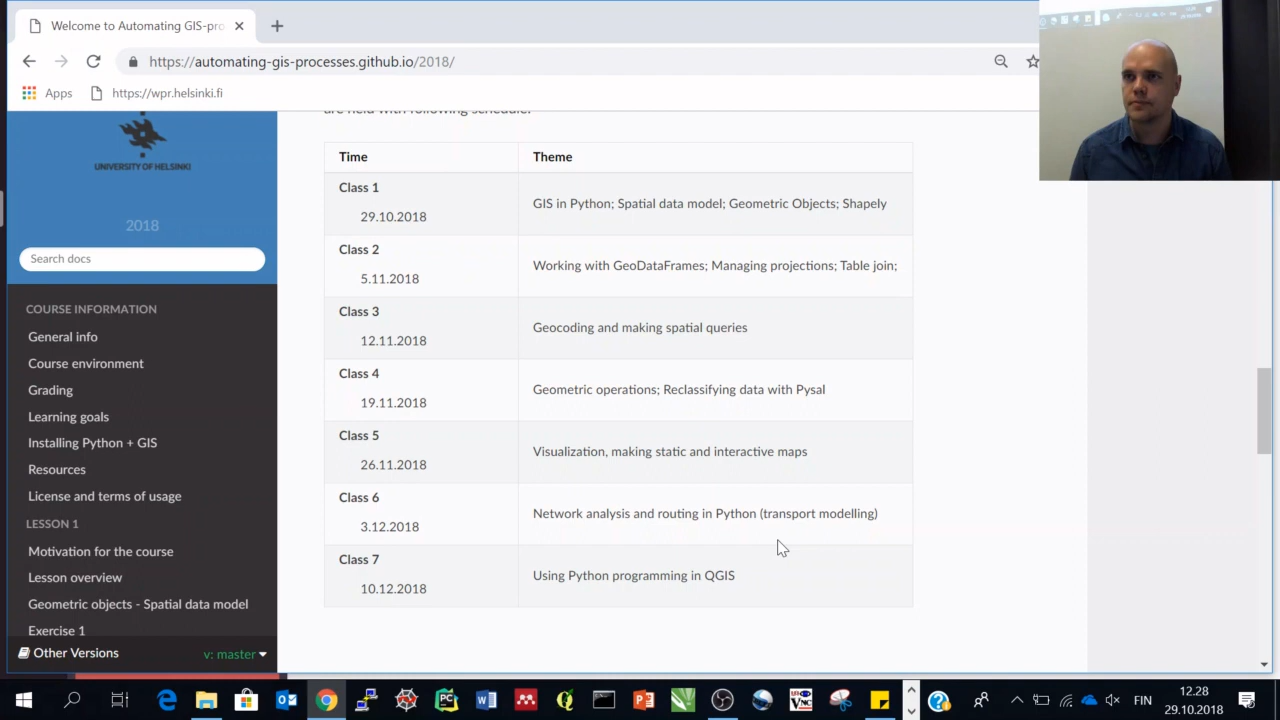 Welcome to Automating GIS-pro
https://automating-gis-processes.github.io/2018/
Apps
https://wpr.helsinki.fi
UNIVERSITY OF HELSINKI
2018
Search docs
COURSE INFORMATION
General info
Course environment
Grading
Learning goals
Installing Python + GIS
Resources
License and terms of usage
LESSON 1
Motivation for the course
Lesson overview
Geometric objects - Spatial data model
Exercise 1
Other Versions
v: master
are held with following schedule:
Time Theme
Class 1
29.10.2018
GIS in Python; Spatial data model; Geometric Objects; Shapely
Class 2
5.11.2018
Working with GeoDataFrames; Managing projections; Table join;
Class 3
12.11.2018
Geocoding and making spatial queries
Class 4
19.11.2018
Geometric operations; Reclassifying data with Pysal
Class 5
26.11.2018
Visualization, making static and interactive maps
Class 6
3.12.2018
Network analysis and routing in Python (transport modelling)
Class 7
10.12.2018
Using Python programming in QGIS
FIN
12.28
29.10.2018